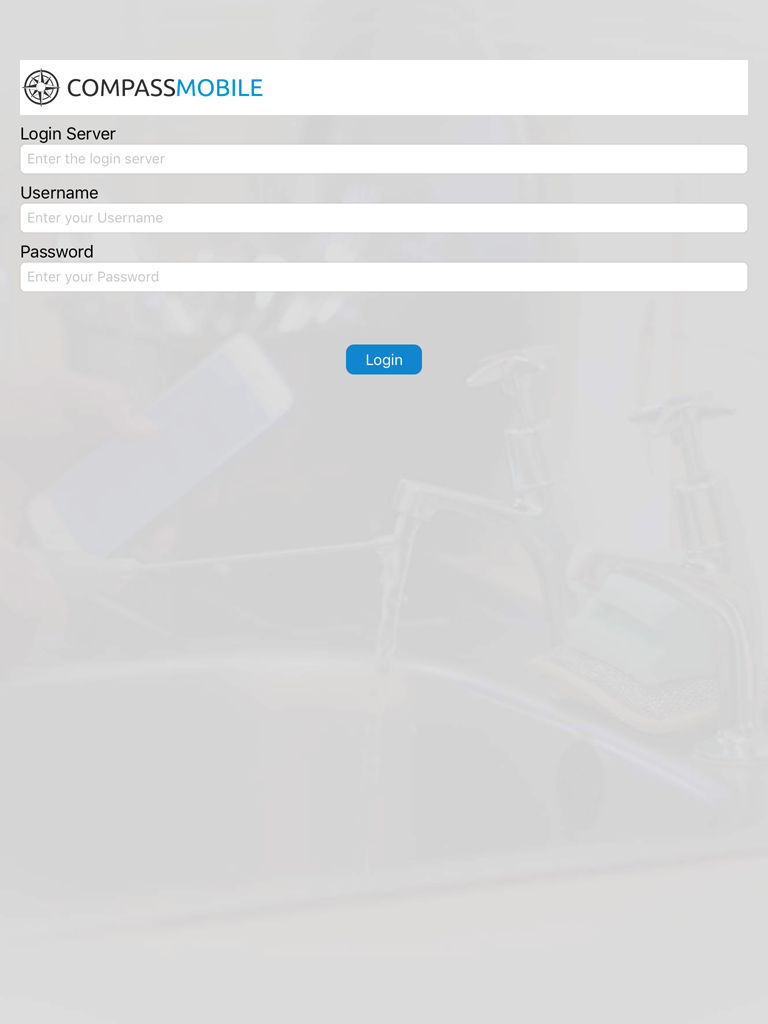 COMPASSMOBILE
Login Server
Enter the login server
Username
Enter your Username
Password
Enter your Password
Login